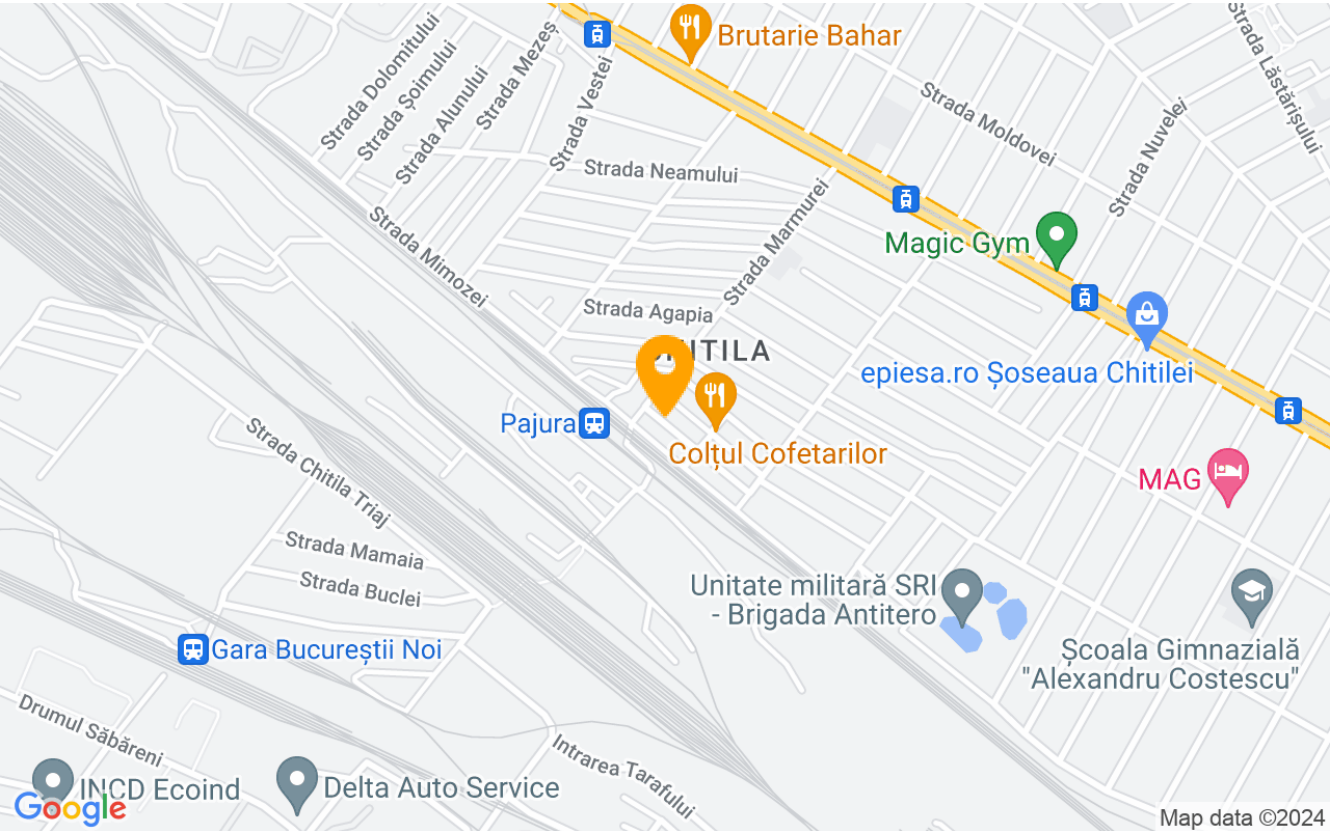 Brutarie Bahar
Strada Dolomitului
Strada Șoimului
Strada Alunului
Strada Mezeș
Strada Vestei
Strada Lăstărișului
Strada Moldovei
Strada Nuvelei
Strada Neamului
Strada Marmurei
Strada Mimozei
Magic Gym
Strada Agapia
epiesa.ro Șoseaua Chitilei
Pajura
Colțul Cofetarilor
Strada Chitila Triaj
MAG
Strada Mamaia
Strada Buclei
Unitate militară SRI
- Brigada Antitero
Gara Bucureștii Noi
Școala Gimnazială
"Alexandru Costescu"
Drumul Săbăreni
Intrarea Tarafului
INCD Ecoind
Delta Auto Service
Google
Map data ©2024